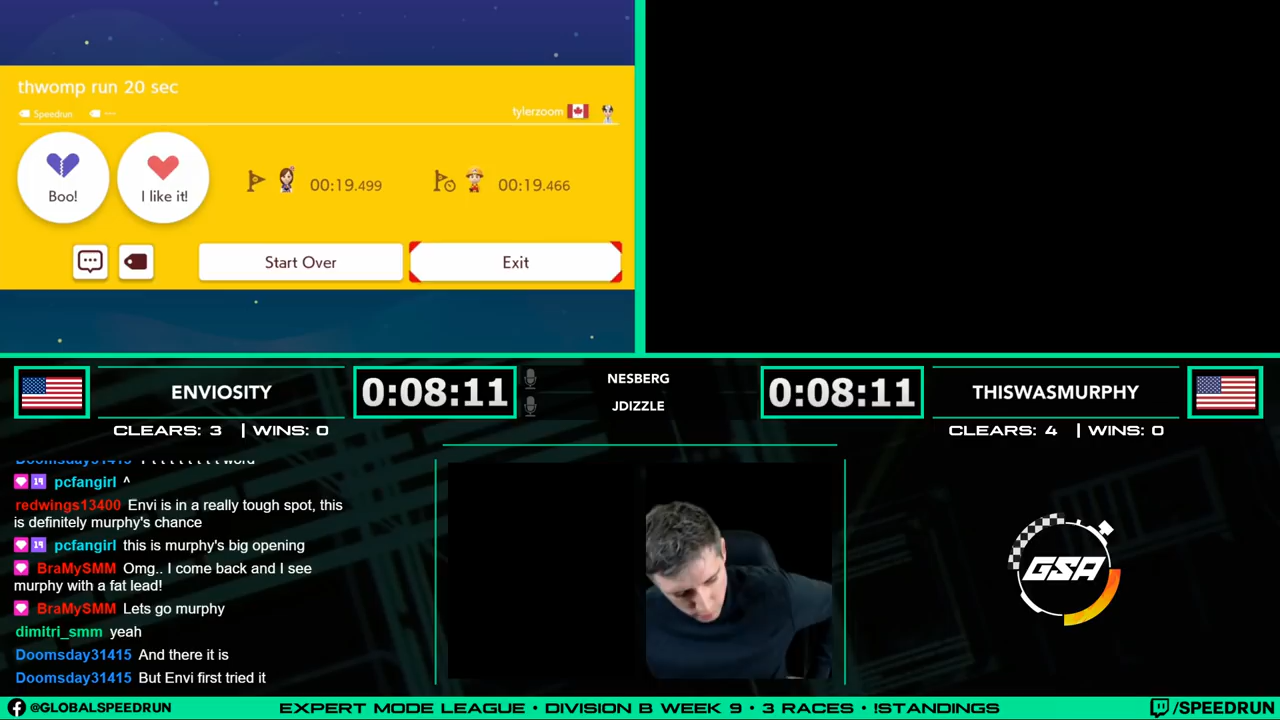 thwomp run 20 sec
Speedrun ---
tylerzoom
Boo!
I like it!
00:19.499
00:19.466
Start Over
Exit
ENVIOSITY
0:08:11
NESBERG
JDIZZLE
0:08:11
THISWASMURPHY
CLEARS: 3 | WINS: 0
CLEARS: 4 | WINS: 0
Doomsday31415 word
19 pcfangirl ^
redwings13400 Envi is in a really tough spot, this
is definitely murphy's chance
19 pcfangirl this is murphy's big opening
BraMySMM Omg.. I come back and I see
murphy with a fat lead!
BraMySMM Lets go murphy
dimitri_smm yeah
Doomsday31415 And there it is
Doomsday31415 But Envi first tried it
GSA
@GLOBALSPEEDRUN
EXPERT MODE LEAGUE • DIVISION B WEEK 9 • 3 RACES • !STANDINGS
/SPEEDRUN